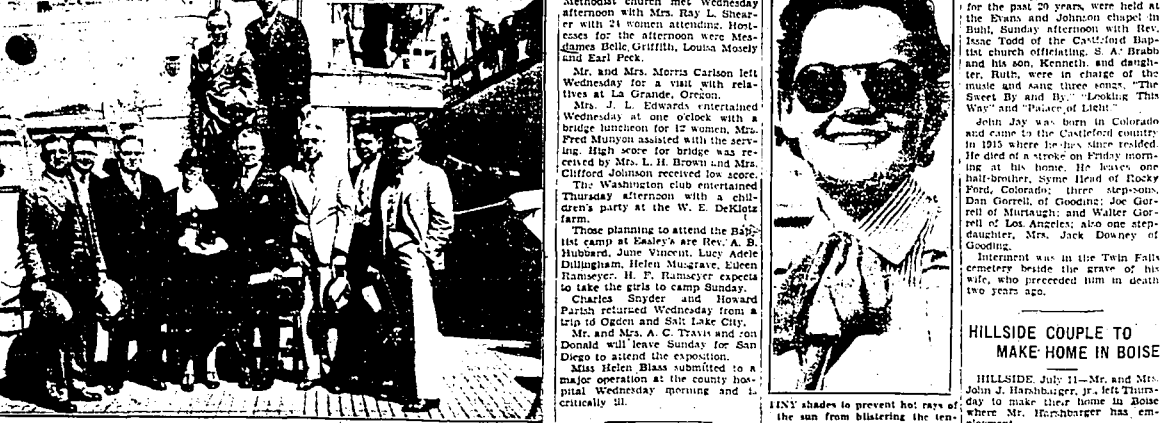 Methodist church met Wednesday
afternoon with Mrs. Ray L. Shear-
er with 21 women attending. Host-
esses for the afternoon were Mes-
dames Belle Griffith, Louisa Mosely
and Earl Peck.
Mr. and Mrs. Morris Carlson left
Wednesday for a visit with rela-
tives at La Grande, Oregon.
Mrs. J. L. Edwards entertained
Wednesday at one o'clock with a
bridge luncheon for 12 women, Mrs.
Fred Munyon assisted with the serv-
ing. High score for bridge was re-
ceived by Mrs. L. H. Brown and Mrs.
Clifford Johnson received low score.
The Washington club entertained
Thursday afternoon with a chil-
dren's party at the W. E. DeKlotz
farm.
Those planning to attend the Bap-
tist camp at Easley's are Rev. A. B.
Hubbard, June Vincent, Lucy Adele
Dillingham, Helen Musgrave, Eileen
Ramseyer. H. F. Ramseyer expects
to take the girls to camp Sunday.
Charles Snyder and Howard
Parish returned Wednesday from a
trip to Ogden and Salt Lake City.
Mr. and Mrs. A. C. Travis and son
Donald will leave Sunday for San
Diego to attend the exposition.
Miss Helen Blass submitted to a
major operation at the county hos-
pital Wednesday morning and is
critically ill.
TINY shades to prevent hot rays of
the sun from blistering the ten-
for the past 20 years, were held at
the Evans and Johnson chapel in
Buhl, Sunday afternoon with Rev.
Issac Todd of the Castleford Bap-
tist church officiating. S. A. Brabb
and his son, Kenneth, and daugh-
ter, Ruth, were in charge of the
music and sang three songs, "The
Sweet By and By," "Looking This
Way" and "Palace of Light."
John Jay was born in Colorado
and came to the Castleford country
in 1915 where he has since resided.
He died of a stroke on Friday morn-
ing at his home. He leaves one
half-brother, Syme Head of Rocky
Ford, Colorado; three step-sons,
Dan Gorrell, of Gooding; Joe Gor-
rell of Murtaugh; and Walter Gor-
rell of Los Angeles; also one step-
daughter, Mrs. Jack Downey of
Gooding.
Interment was in the Twin Falls
cemetery beside the grave of his
wife, who preceeded him in death
two years ago.
HILLSIDE COUPLE TO
MAKE HOME IN BOISE
HILLSIDE, July 11—Mr. and Mrs.
John J. Harshbarger, jr., left Thurs-
day to make their home in Boise
where Mr. Harshbarger has em-